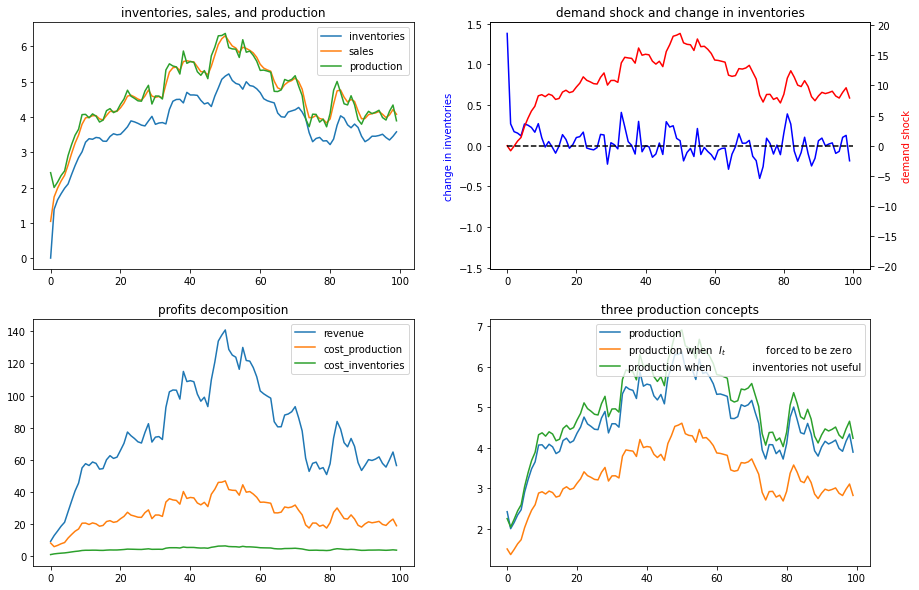 inventories, sales, and production
inventories
sales
production
6
5
4
3
2
1
0
0 20 40 60 80 100
demand shock and change in inventories
1.5
1.0
0.5
0.0
−0.5
−1.0
−1.5
change in inventories
20
15
10
5
0
−5
−10
−15
−20
demand shock
0 20 40 60 80 100
profits decomposition
revenue
cost_production
cost_inventories
140
120
100
80
60
40
20
0
0 20 40 60 80 100
three production concepts
production
production when I_t forced to be zero
production when inventories not useful
7
6
5
4
3
2
0 20 40 60 80 100